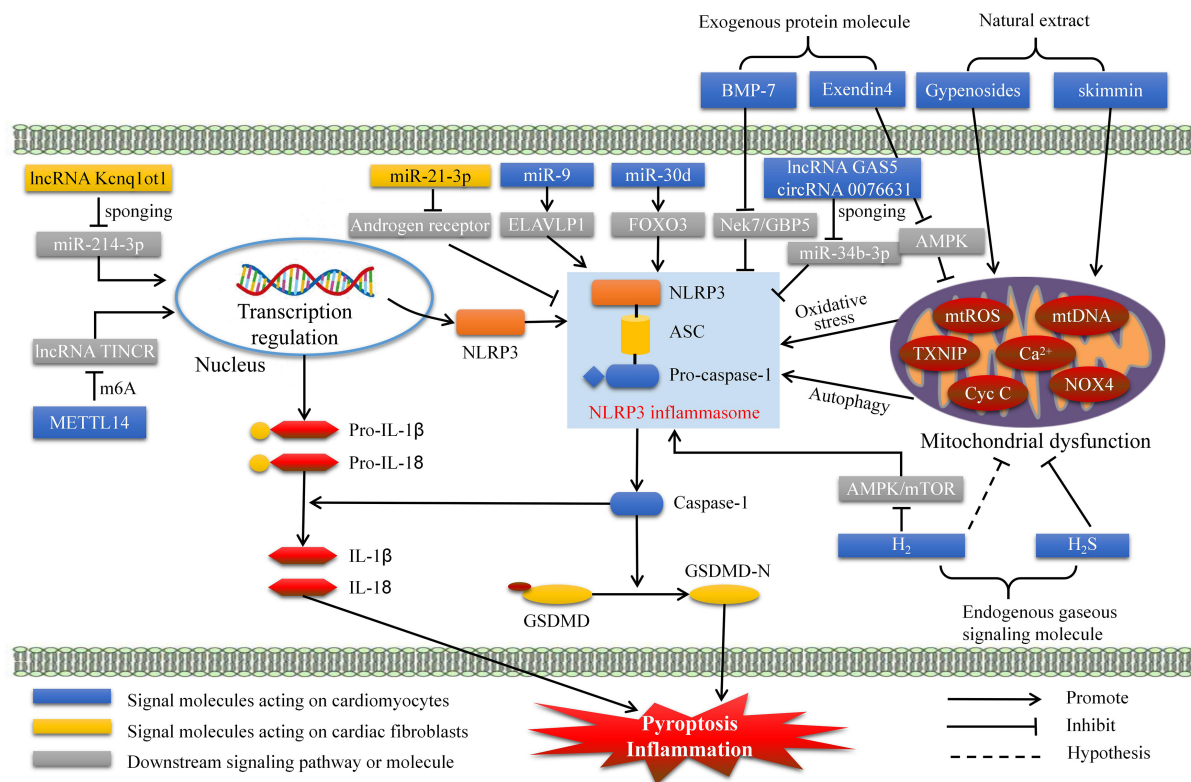 Exogenous protein molecule
Natural extract
BMP-7
Exendin4
Gypenosides
skimmin
lncRNA Kcnq1ot1
sponging
miR-214-3p
miR-21-3p
Androgen receptor
miR-9
ELAVLP1
miR-30d
FOXO3
Nek7/GBP5
lncRNA GAS5
circRNA 0076631
sponging
miR-34b-3p
AMPK
Transcription
regulation
Nucleus
NLRP3
NLRP3
ASC
Pro-caspase-1
NLRP3 inflammasome
Oxidative
stress
Autophagy
mtROS
mtDNA
TXNIP
Ca²⁺
Cyc C
NOX4
Mitochondrial dysfunction
lncRNA TINCR
m6A
METTL14
Pro-IL-1β
Pro-IL-18
Caspase-1
AMPK/mTOR
H₂
H₂S
Endogenous gaseous
signaling molecule
IL-1β
IL-18
GSDMD
GSDMD-N
Pyroptosis
Inflammation
Signal molecules acting on cardiomyocytes
Signal molecules acting on cardiac fibroblasts
Downstream signaling pathway or molecule
Promote
Inhibit
Hypothesis